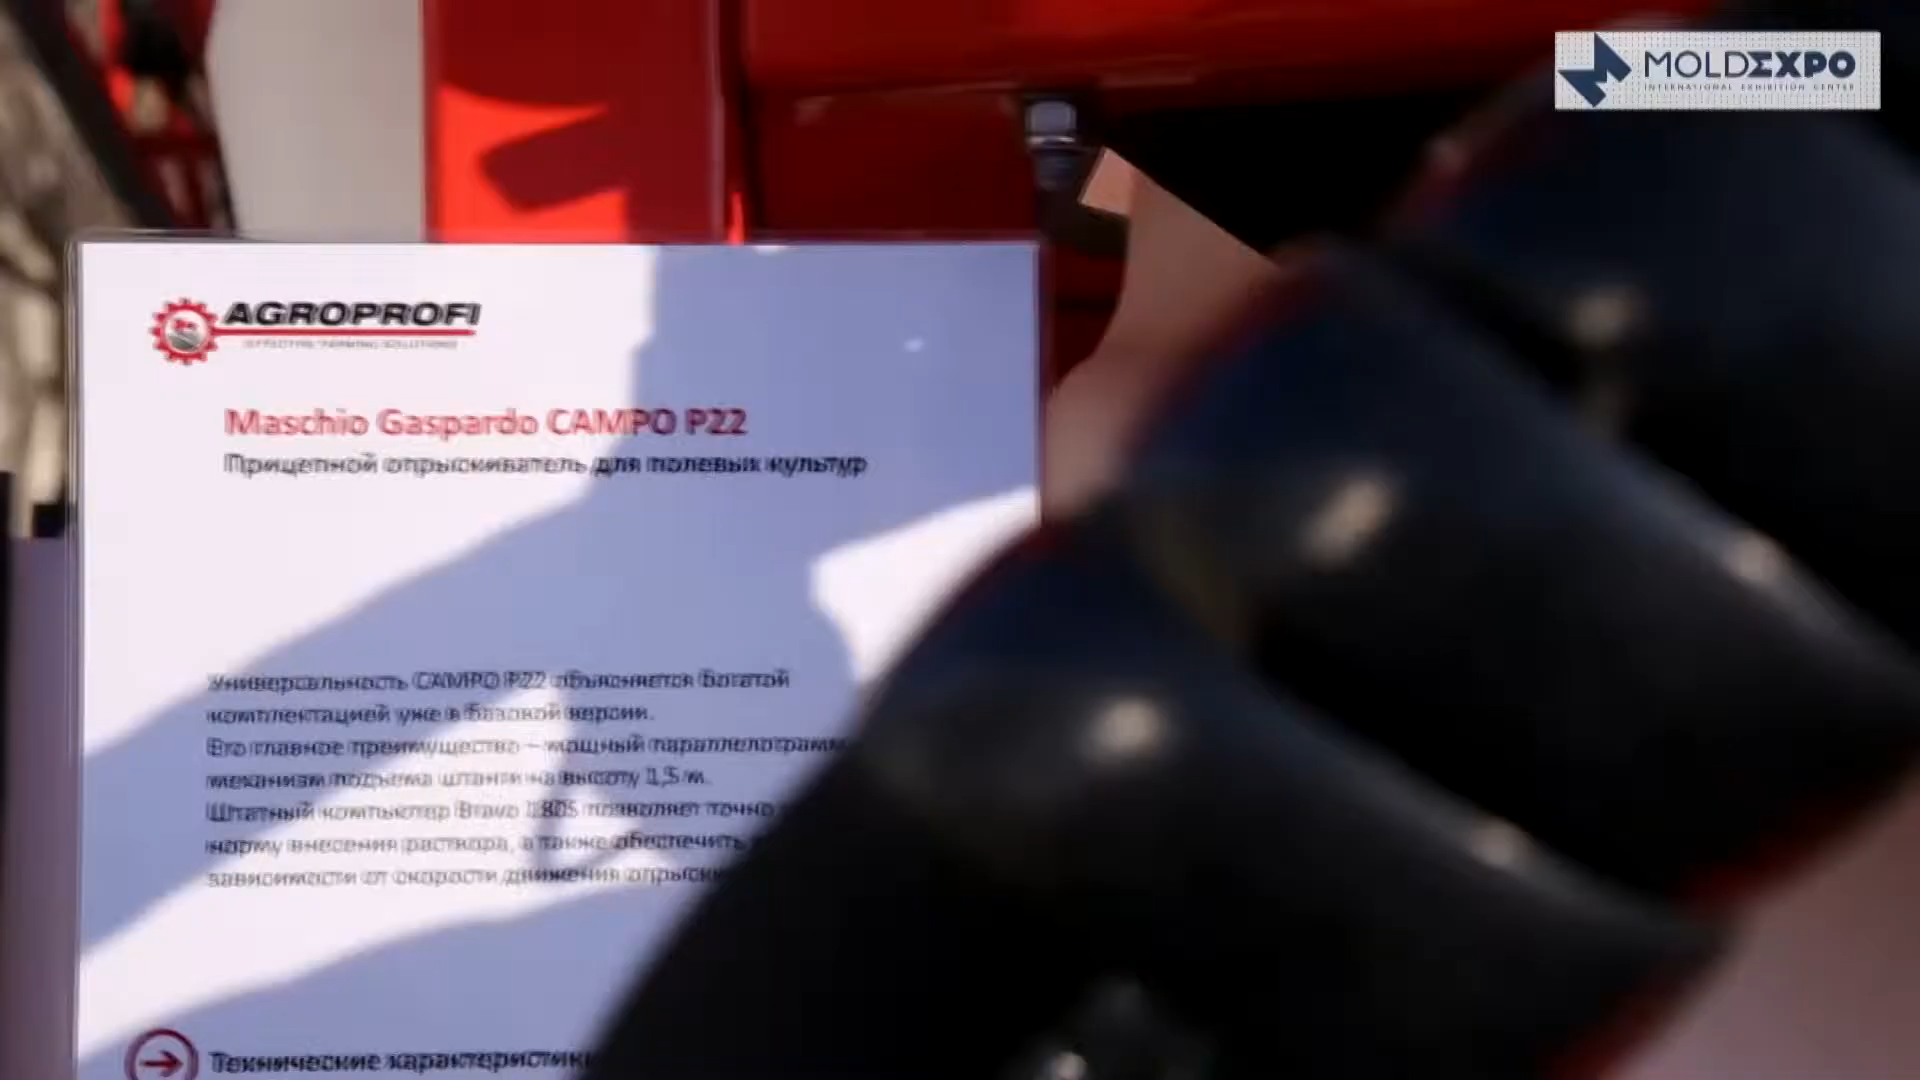 MOLDEXPO
INTERNATIONAL EXHIBITION CENTER
AGROPROFI
EFFECTIVE FARMING SOLUTIONS
Maschio Gaspardo CAMPO P22
Прицепной опрыскиватель для полевых культур
Универсальность CAMPO P22 объясняется богатой
комплектацией уже в базовой версии.
Его главное преимущество – мощный параллелограмм
механизм подъема штанги на высоту 1,5 м.
Штатный компьютер Bravo 180S позволяет точно
норму внесения раствора, а также обеспечить
зависимости от скорости движения опрыски
Технические характеристики